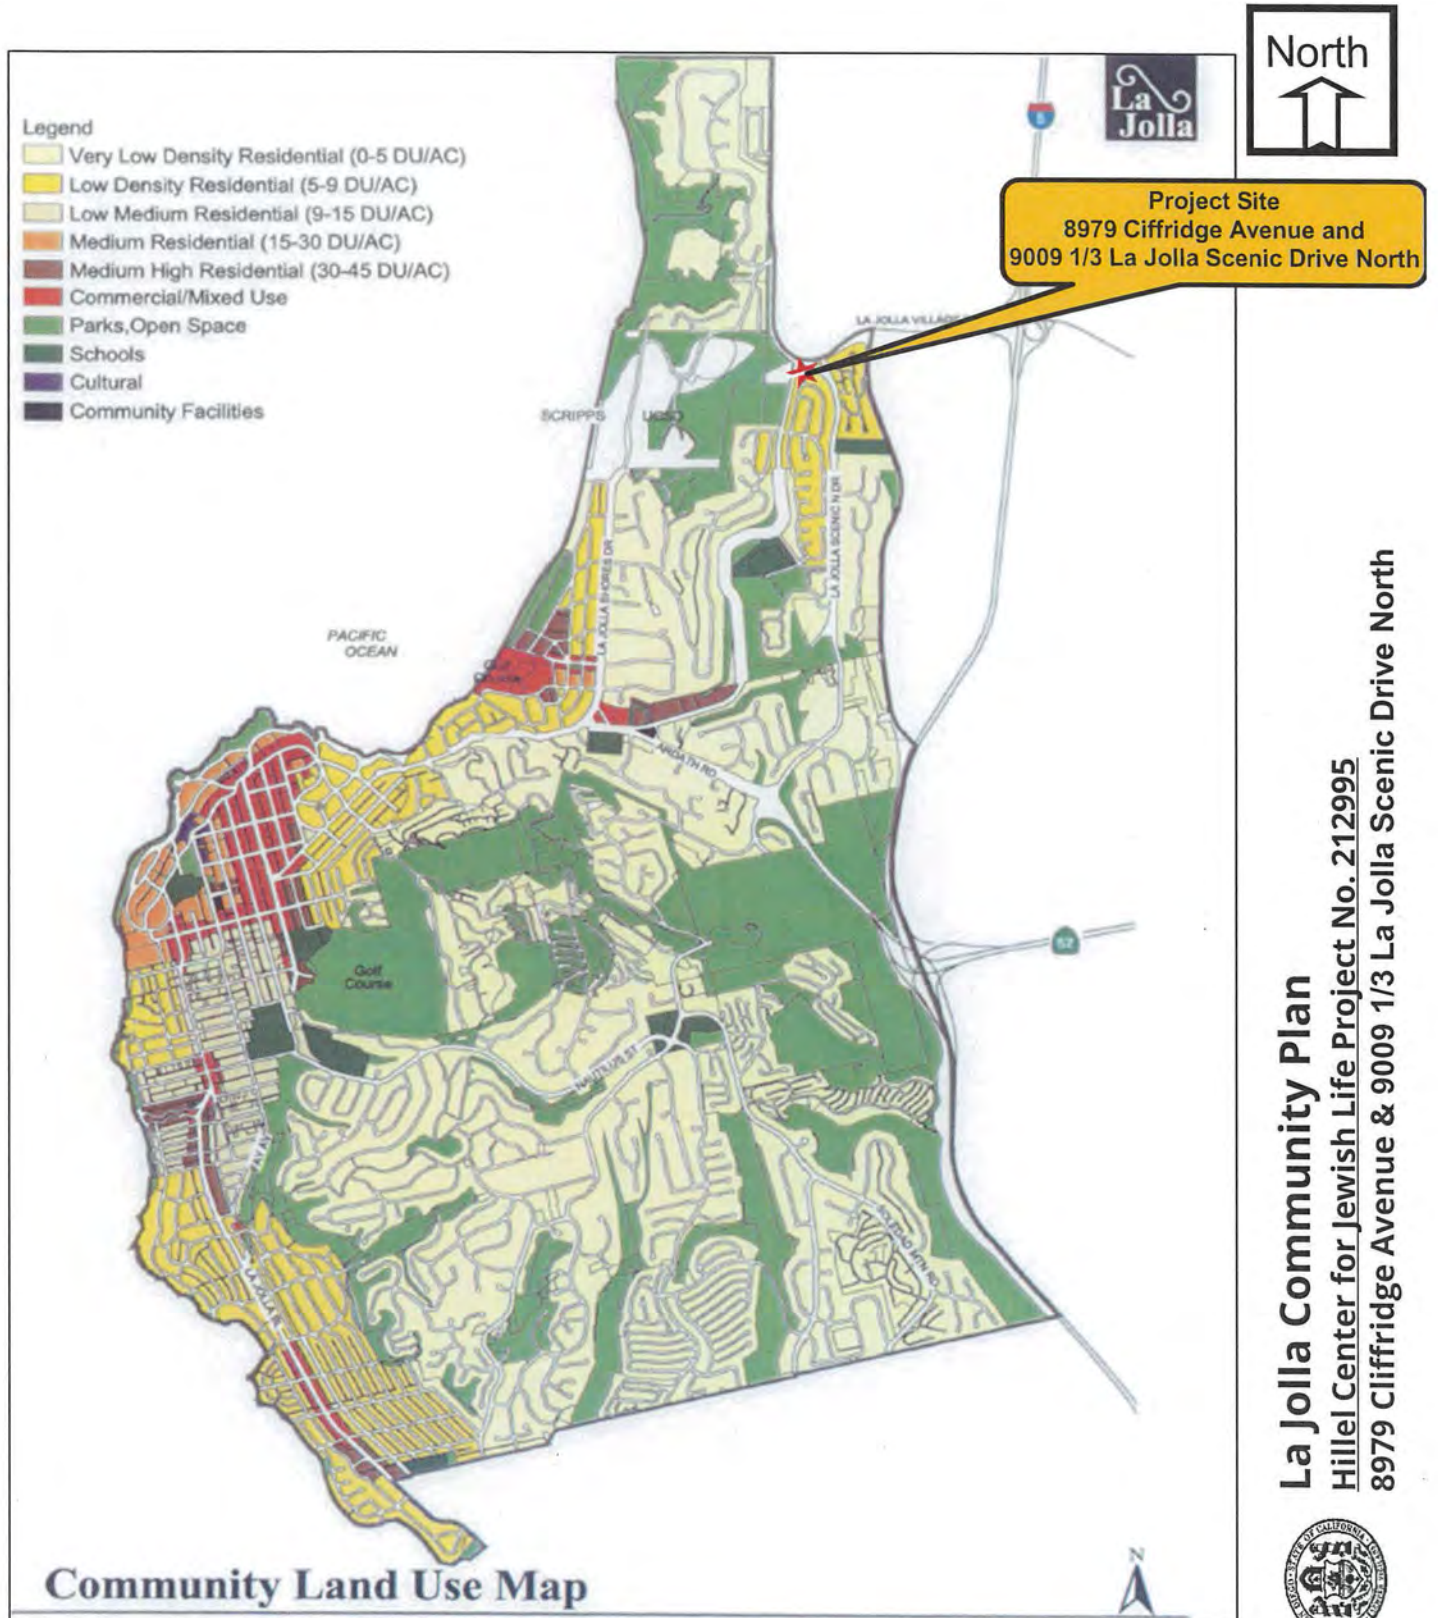 North
La
Jolla
5
Legend
Very Low Density Residential (0-5 DU/AC)
Low Density Residential (5-9 DU/AC)
Low Medium Residential (9-15 DU/AC)
Medium Residential (15-30 DU/AC)
Medium High Residential (30-45 DU/AC)
Commercial/Mixed Use
Parks,Open Space
Schools
Cultural
Community Facilities
Project Site
8979 Ciffridge Avenue and
9009 1/3 La Jolla Scenic Drive North
LA JOLLA VILLAGE
SCRIPPS
UCSD
LA JOLLA SHORES DR
LA JOLLA SCENIC N DR
PACIFIC
OCEAN
ARDATH RD
52
Golf
Course
NAUTILUS ST
FAY AV
SOLEDAD MTN RD
LA JOLLA
Community Land Use Map
N
La Jolla Community Plan
Hillel Center for Jewish Life Project No. 212995
8979 Cliffridge Avenue & 9009 1/3 La Jolla Scenic Drive North
STATE OF CALIFORNIA